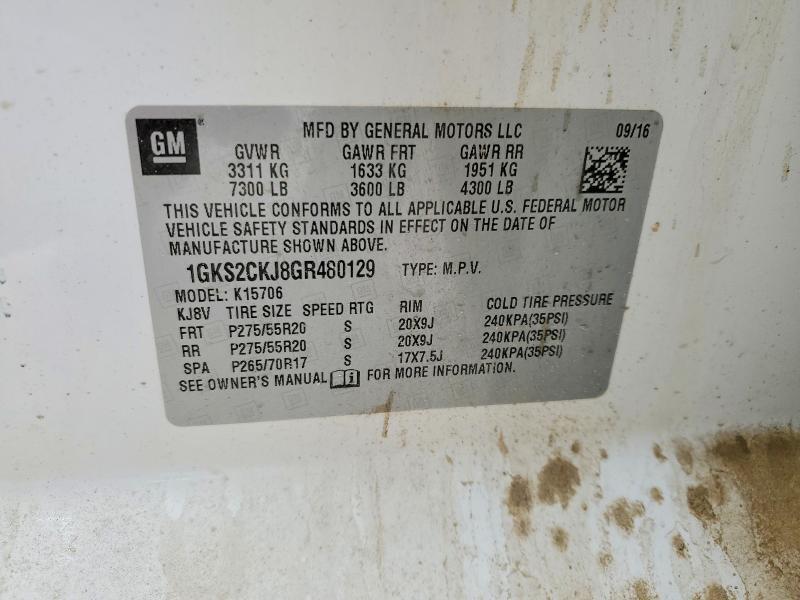 GM ® MFD BY GENERAL MOTORS LLC 09/16
GVWR GAWR FRT GAWR RR
3311 KG 1633 KG 1951 KG
7300 LB 3600 LB 4300 LB
THIS VEHICLE CONFORMS TO ALL APPLICABLE U.S. FEDERAL MOTOR
VEHICLE SAFETY STANDARDS IN EFFECT ON THE DATE OF
MANUFACTURE SHOWN ABOVE.
1GKS2CKJ8GR480129 TYPE: M.P.V.
MODEL: K15706
KJ8V TIRE SIZE SPEED RTG RIM COLD TIRE PRESSURE
FRT P275/55R20 S 20X9J 240KPA(35PSI)
RR P275/55R20 S 20X9J 240KPA(35PSI)
SPA P265/70R17 S 17X7.5J 240KPA(35PSI)
SEE OWNER'S MANUAL FOR MORE INFORMATION.